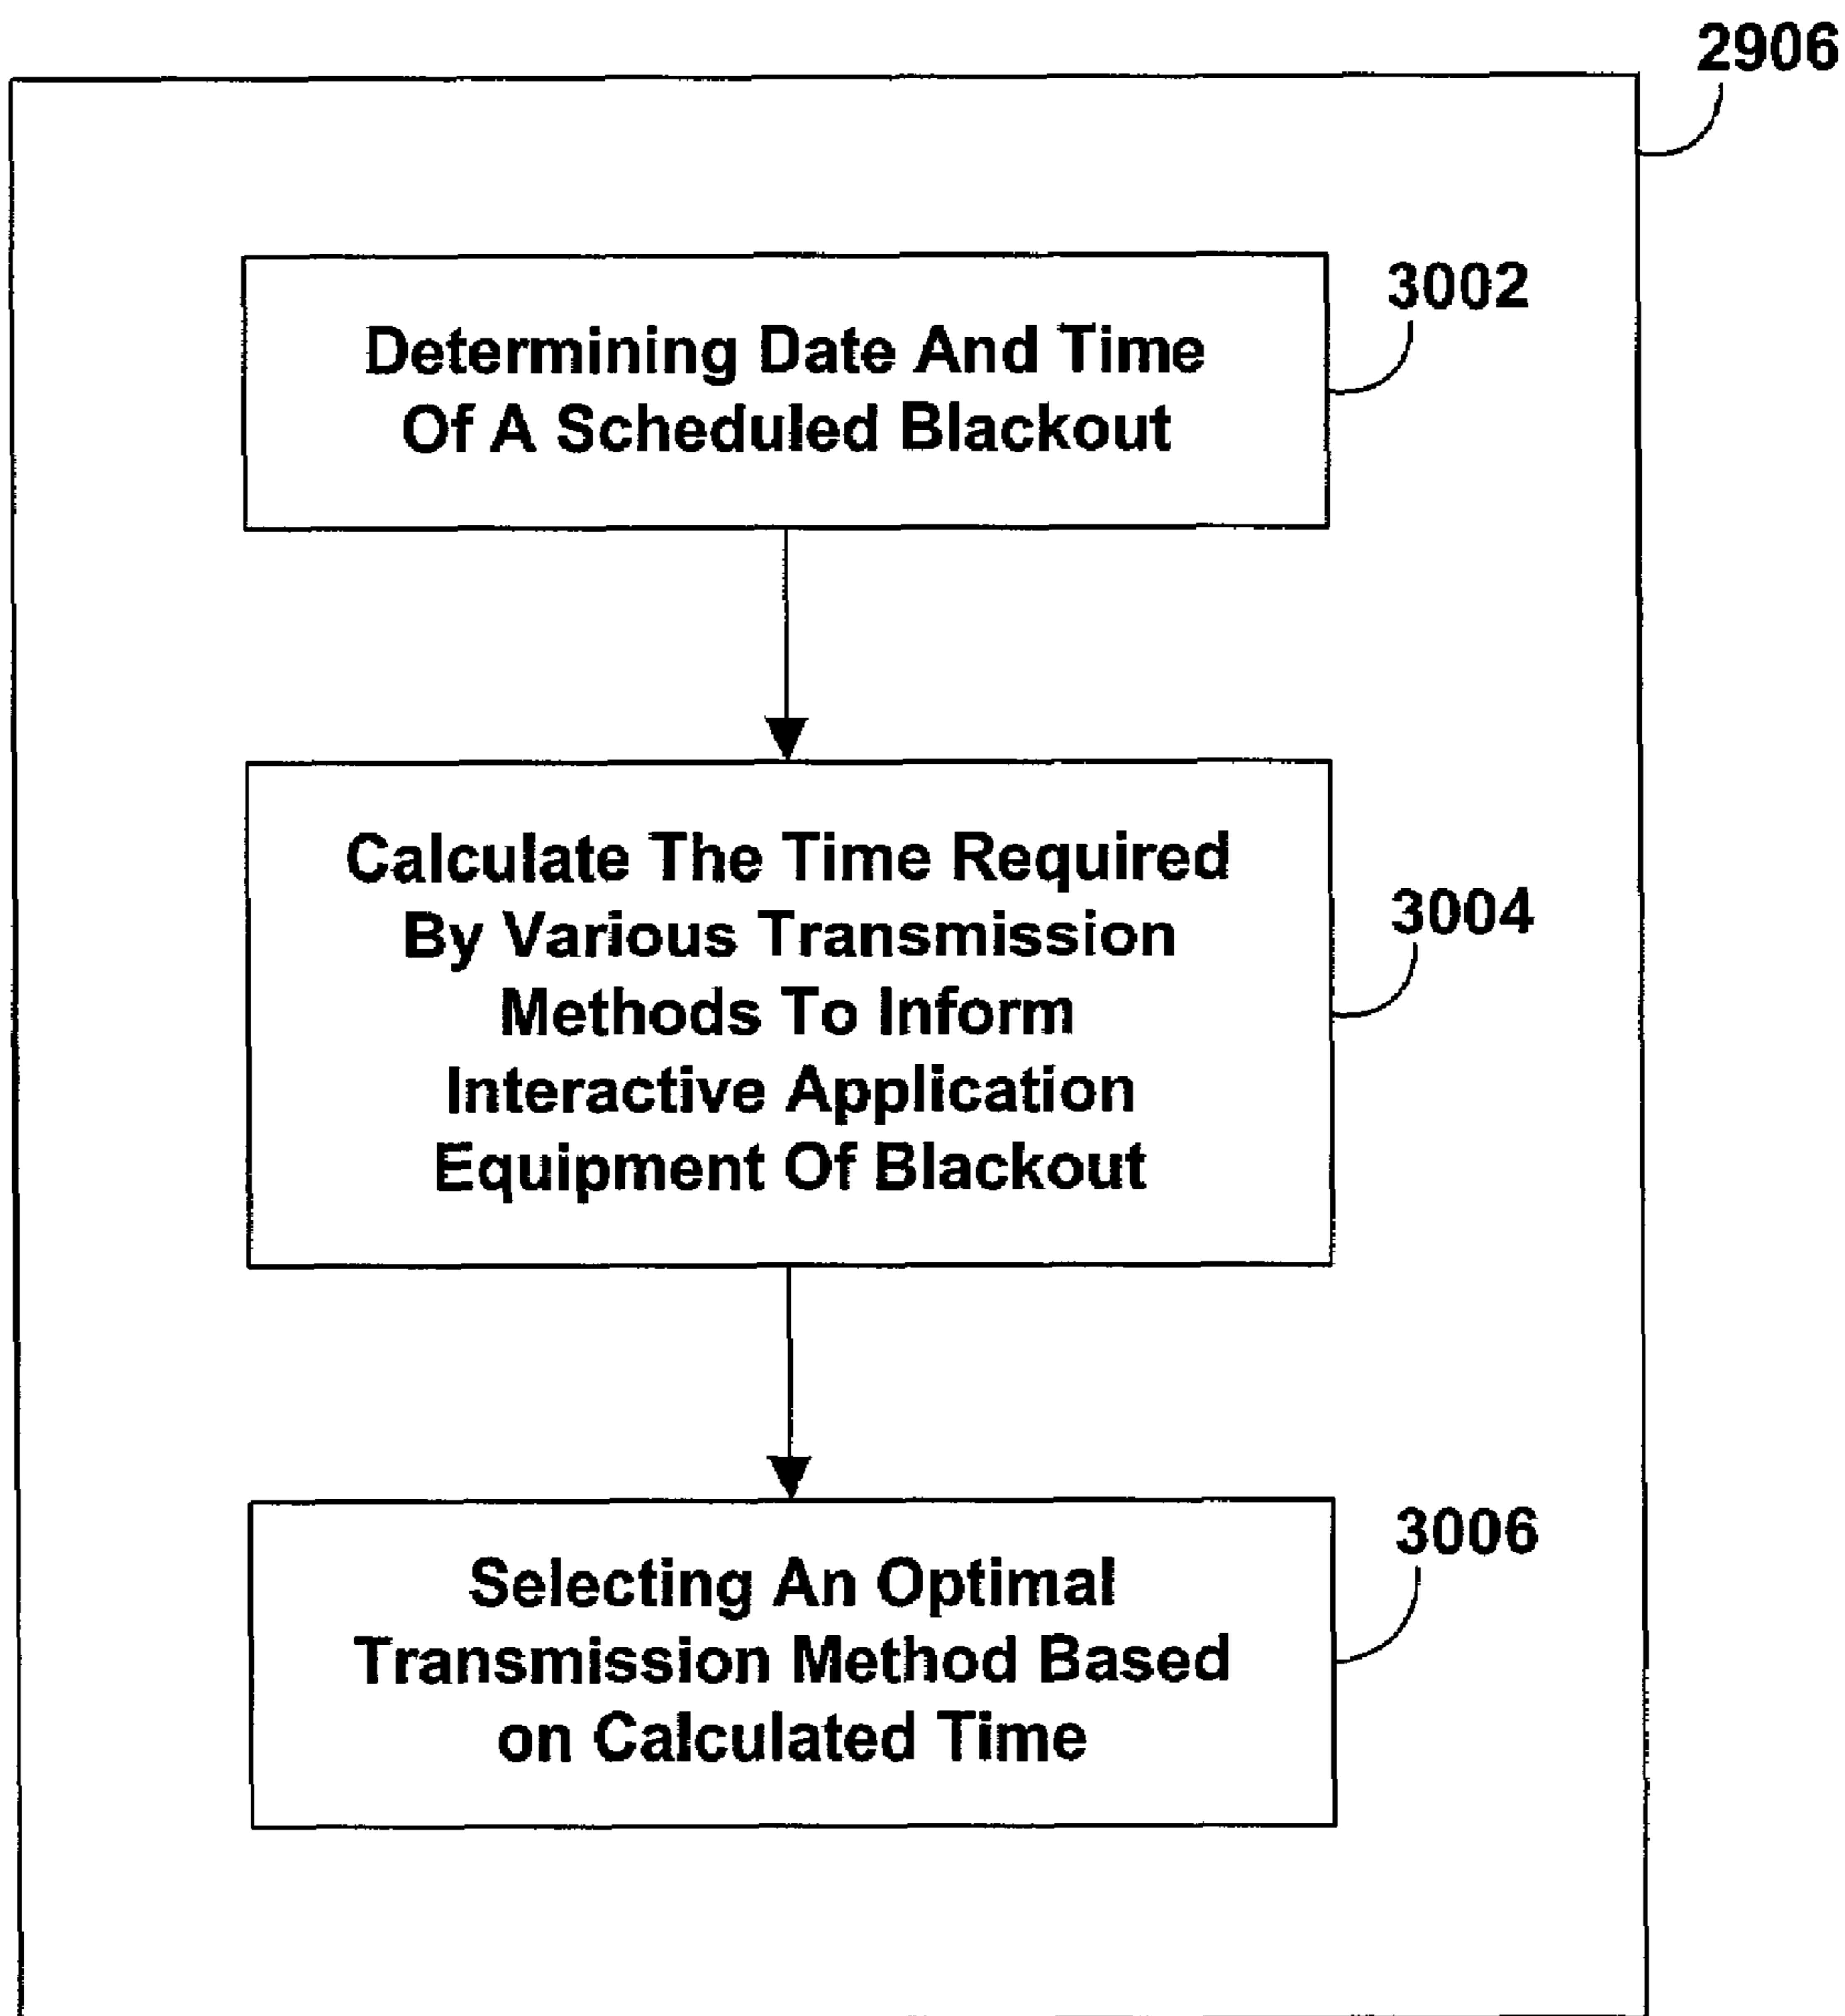 2906
3002
Determining Date And Time
Of A Scheduled Blackout
Calculate The Time Required
By Various Transmission
Methods To Inform
Interactive Application
Equipment Of Blackout
3004
Selecting An Optimal
Transmission Method Based
on Calculated Time
3006